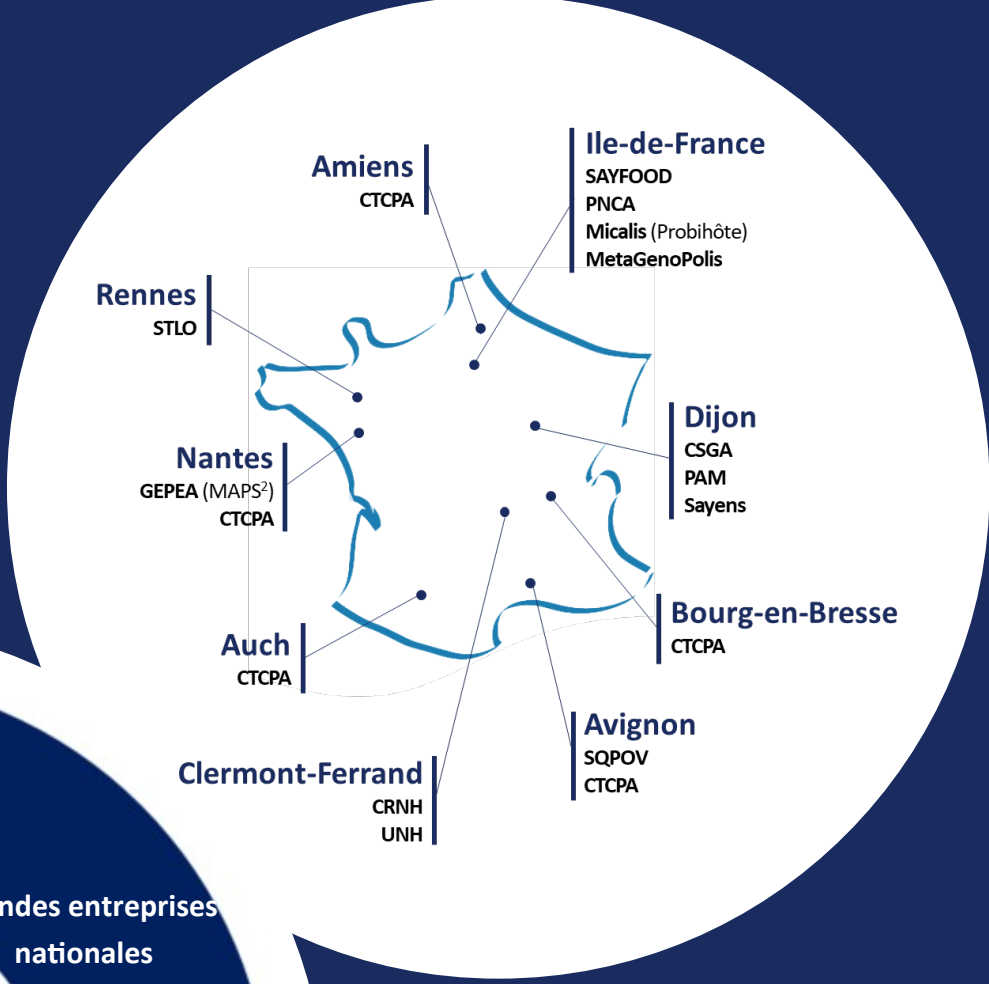 Ile-de-France
SAYFOOD
PNCA
Micalis (Probihôte)
MetaGenoPolis
Amiens
CTCPA
Rennes
STLO
Nantes
GEPEA (MAPS²)
CTCPA
Dijon
CSGA
PAM
Sayens
Bourg-en-Bresse
CTCPA
Auch
CTCPA
Avignon
SQPOV
CTCPA
Clermont-Ferrand
CRNH
UNH
ndes entreprises
nationales